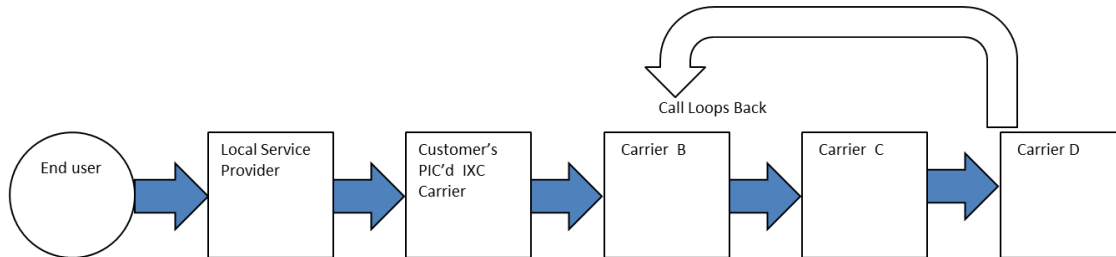 Call Loops Back
End user
Local Service
Provider
Customer's
PIC'd IXC
Carrier
Carrier B
Carrier C
Carrier D